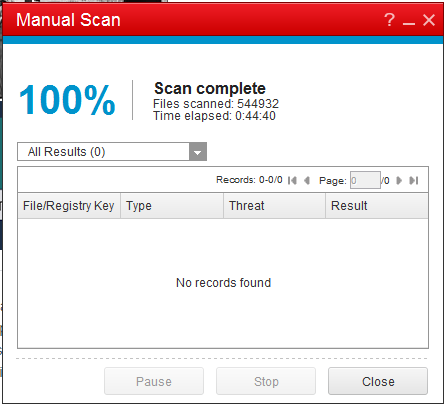 Manual Scan ? _ X
100% Scan complete
Files scanned: 544932
Time elapsed: 0:44:40
All Results (0)
Records: 0-0/0 Page: 0 /0
File/Registry Key Type Threat Result
No records found
Pause Stop Close